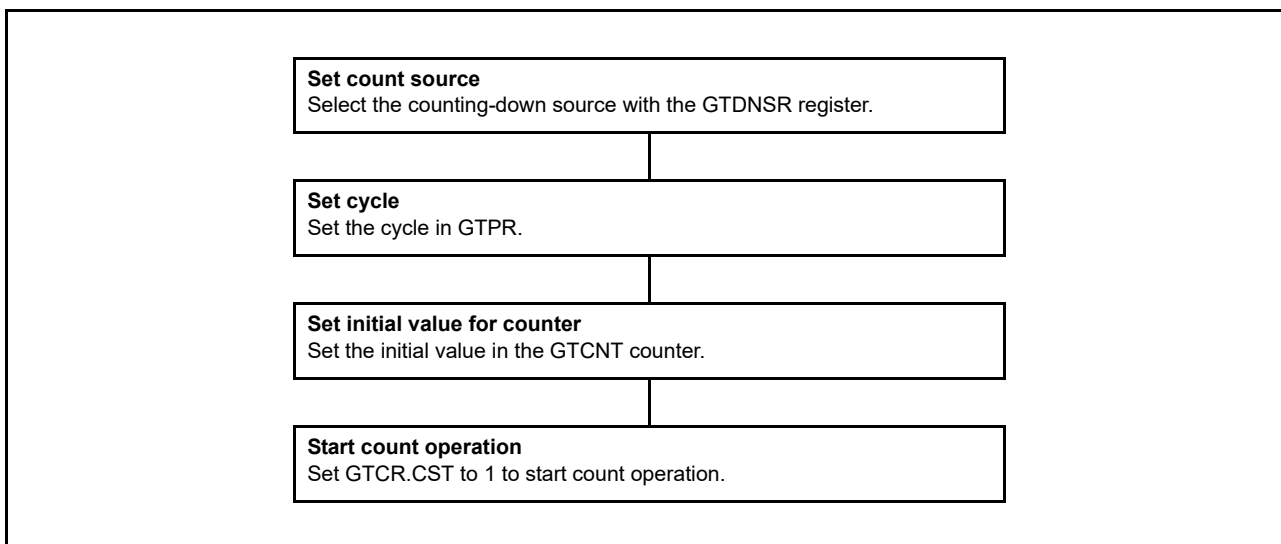 Set count source
Select the counting-down source with the GTDNSR register.
Set cycle
Set the cycle in GTPR.
Set initial value for counter
Set the initial value in the GTCNT counter.
Start count operation
Set GTCR.CST to 1 to start count operation.